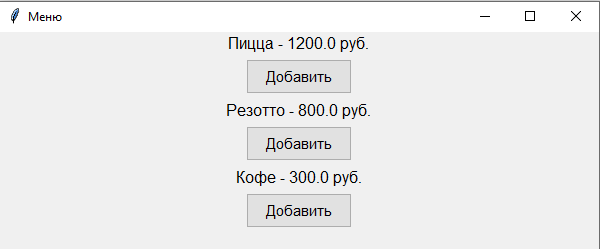 Меню
Пицца - 1200.0 руб.
Добавить
Резотто - 800.0 руб.
Добавить
Кофе - 300.0 руб.
Добавить